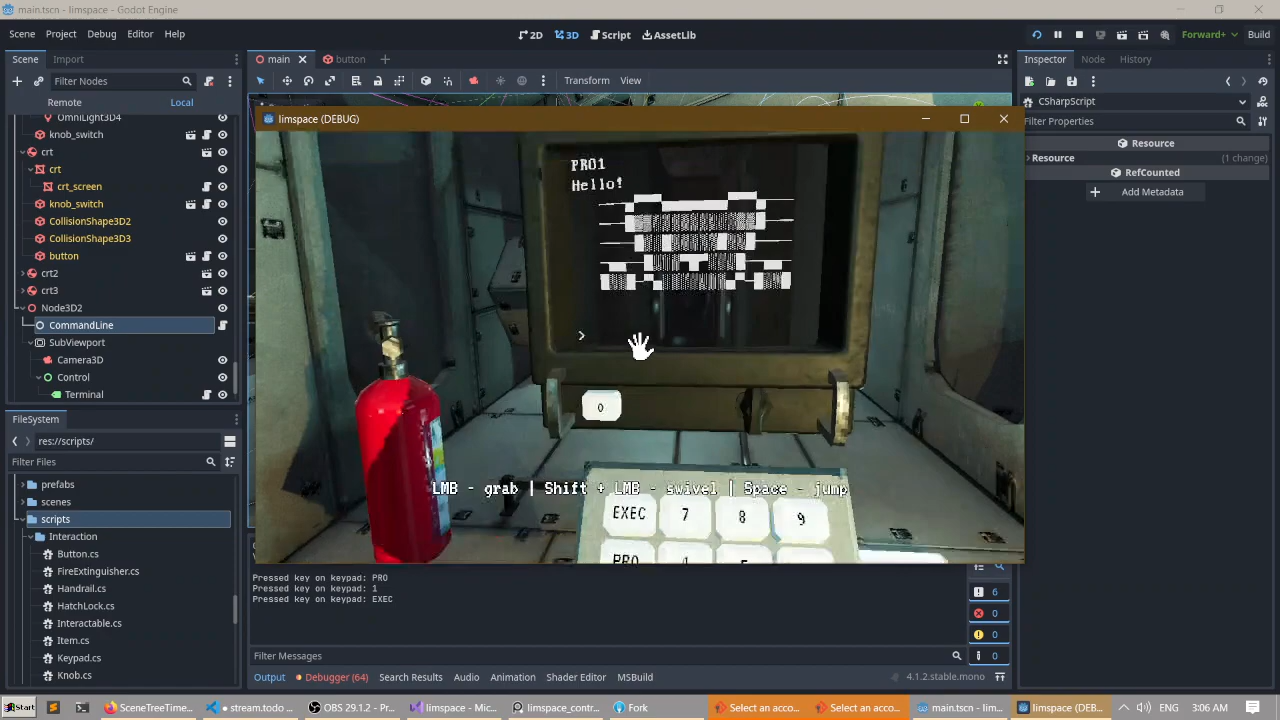 main.tscn - limspace - Godot Engine
Scene Project Debug Editor Help
2D 3D Script AssetLib
Forward+ Build
Scene Import
main button
Inspector Node History
Filter Nodes
Transform View
Remote Local
CSharpScript
Filter Properties
Resource
Resource (1 change)
RefCounted
Add Metadata
OmniLight3D4
knob_switch
crt
crt
crt_screen
knob_switch
CollisionShape3D2
CollisionShape3D3
button
crt2
crt3
Node3D2
CommandLine
SubViewport
Camera3D
Control
Terminal
limspace (DEBUG)
PRO1
Hello!
>
0
LMB - grab | Shift + LMB - swivel | Space - jump
EXEC 7 8 9
PRO
FileSystem
res://scripts/
Filter Files
prefabs
scenes
scripts
Interaction
Button.cs
FireExtinguisher.cs
Handrail.cs
HatchLock.cs
Interactable.cs
Item.cs
Keypad.cs
Knob.cs
Pressed key on keypad: PRO
Pressed key on keypad: 1
Pressed key on keypad: EXEC
6
0
0
0
Filter Messages
Output Debugger (64) Search Results Audio Animation Shader Editor MSBuild
4.1.2.stable.mono
Start
SceneTreeTime...
stream.todo ...
OBS 29.1.2 - Pr...
limspace - Mic...
limspace_contr...
Fork
Select an acco...
Select an acco...
main.tscn - lim...
limspace (DEB...
ENG
3:06 AM